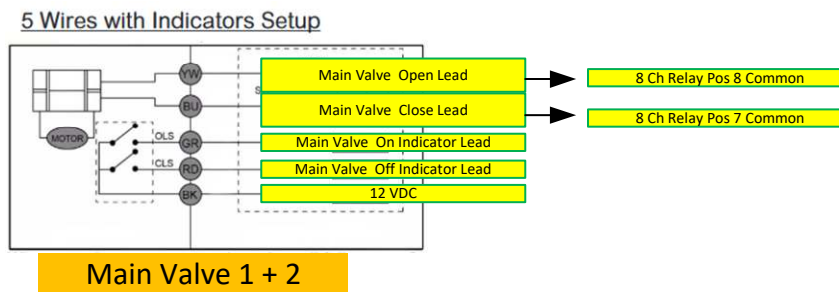 5 Wires with Indicators Setup
YW
Main Valve Open Lead
8 Ch Relay Pos 8 Common
S
BU
Main Valve Close Lead
8 Ch Relay Pos 7 Common
MOTOR
OLS
GR
Main Valve On Indicator Lead
CLS
RD
Main Valve Off Indicator Lead
BK
12 VDC
Main Valve 1 + 2